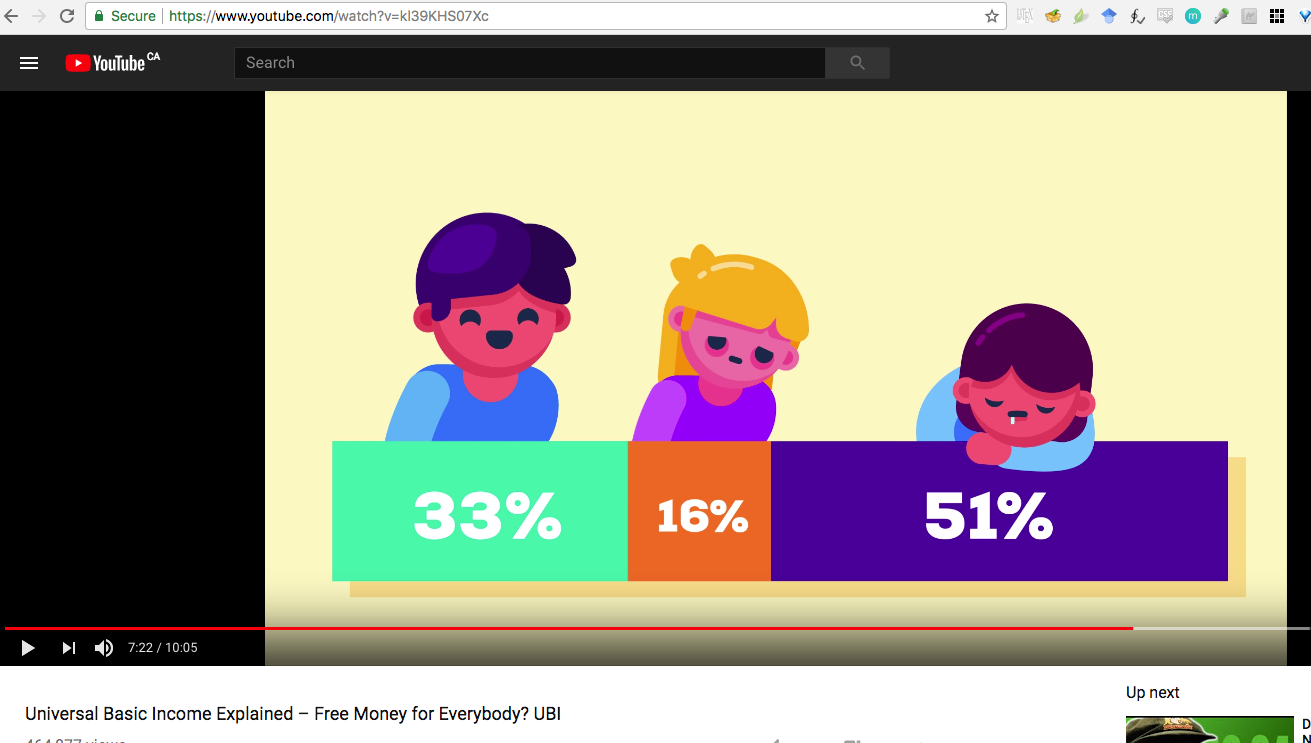 Secure https://www.youtube.com/watch?v=kl39KHS07Xc
YouTube CA
Search
33% 16% 51%
7:22 / 10:05
Up next
Universal Basic Income Explained – Free Money for Everybody? UBI